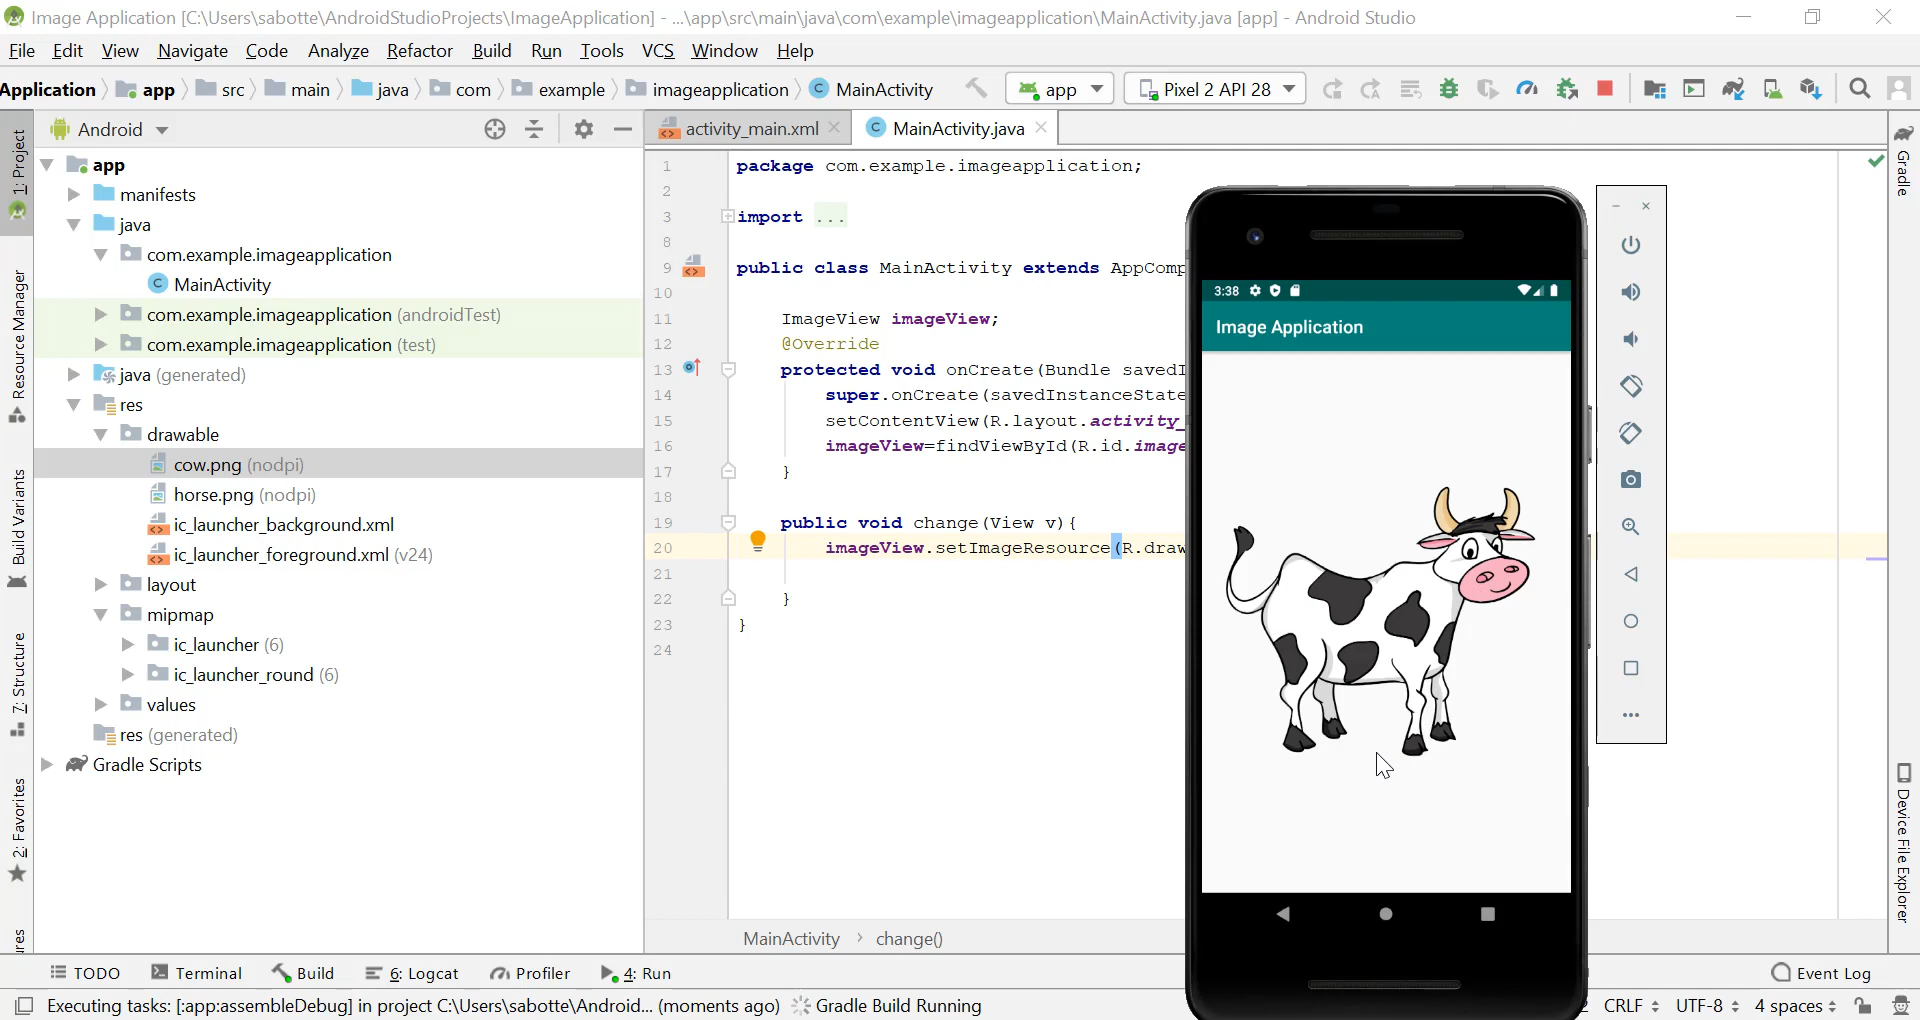 Image Application [C:\Users\sabotte\AndroidStudioProjects\ImageApplication] - ...\app\src\main\java\com\example\imageapplication\MainActivity.java [app] - Android Studio
File Edit View Navigate Code Analyze Refactor Build Run Tools VCS Window Help
Application app src main java com example imageapplication C MainActivity app Pixel 2 API 28
Android
activity_main.xml
C MainActivity.java
1: Project
Resource Manager
Build Variants
7: Structure
2: Favorites
app
manifests
java
com.example.imageapplication
C MainActivity
com.example.imageapplication (androidTest)
com.example.imageapplication (test)
java (generated)
res
drawable
cow.png (nodpi)
horse.png (nodpi)
ic_launcher_background.xml
ic_launcher_foreground.xml (v24)
layout
mipmap
ic_launcher (6)
ic_launcher_round (6)
values
res (generated)
Gradle Scripts
1 package com.example.imageapplication;
2
3 import ...
8
9 public class MainActivity extends AppComp
10
11 ImageView imageView;
12 @Override
13 protected void onCreate(Bundle savedI
14 super.onCreate(savedInstanceState
15 setContentView(R.layout.activity_
16 imageView=findViewById(R.id.image
17 }
18
19 public void change(View v){
20 imageView.setImageResource(R.draw
21
22 }
23 }
24
MainActivity > change()
3:38
Image Application
Gradle
Device File Explorer
TODO Terminal Build 6: Logcat Profiler 4: Run Event Log
Executing tasks: [:app:assembleDebug] in project C:\Users\sabotte\Android... (moments ago) Gradle Build Running CRLF UTF-8 4 spaces